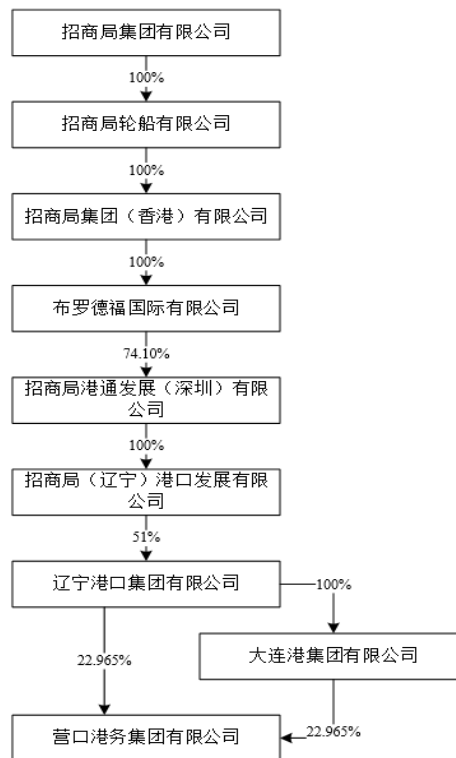 招商局集团有限公司
100%
招商局轮船有限公司
100%
招商局集团（香港）有限公司
100%
布罗德福国际有限公司
74.10%
招商局港通发展（深圳）有限
公司
100%
招商局（辽宁）港口发展有限
公司
51%
辽宁港口集团有限公司
100%
大连港集团有限公司
22.965%
22.965%
营口港务集团有限公司